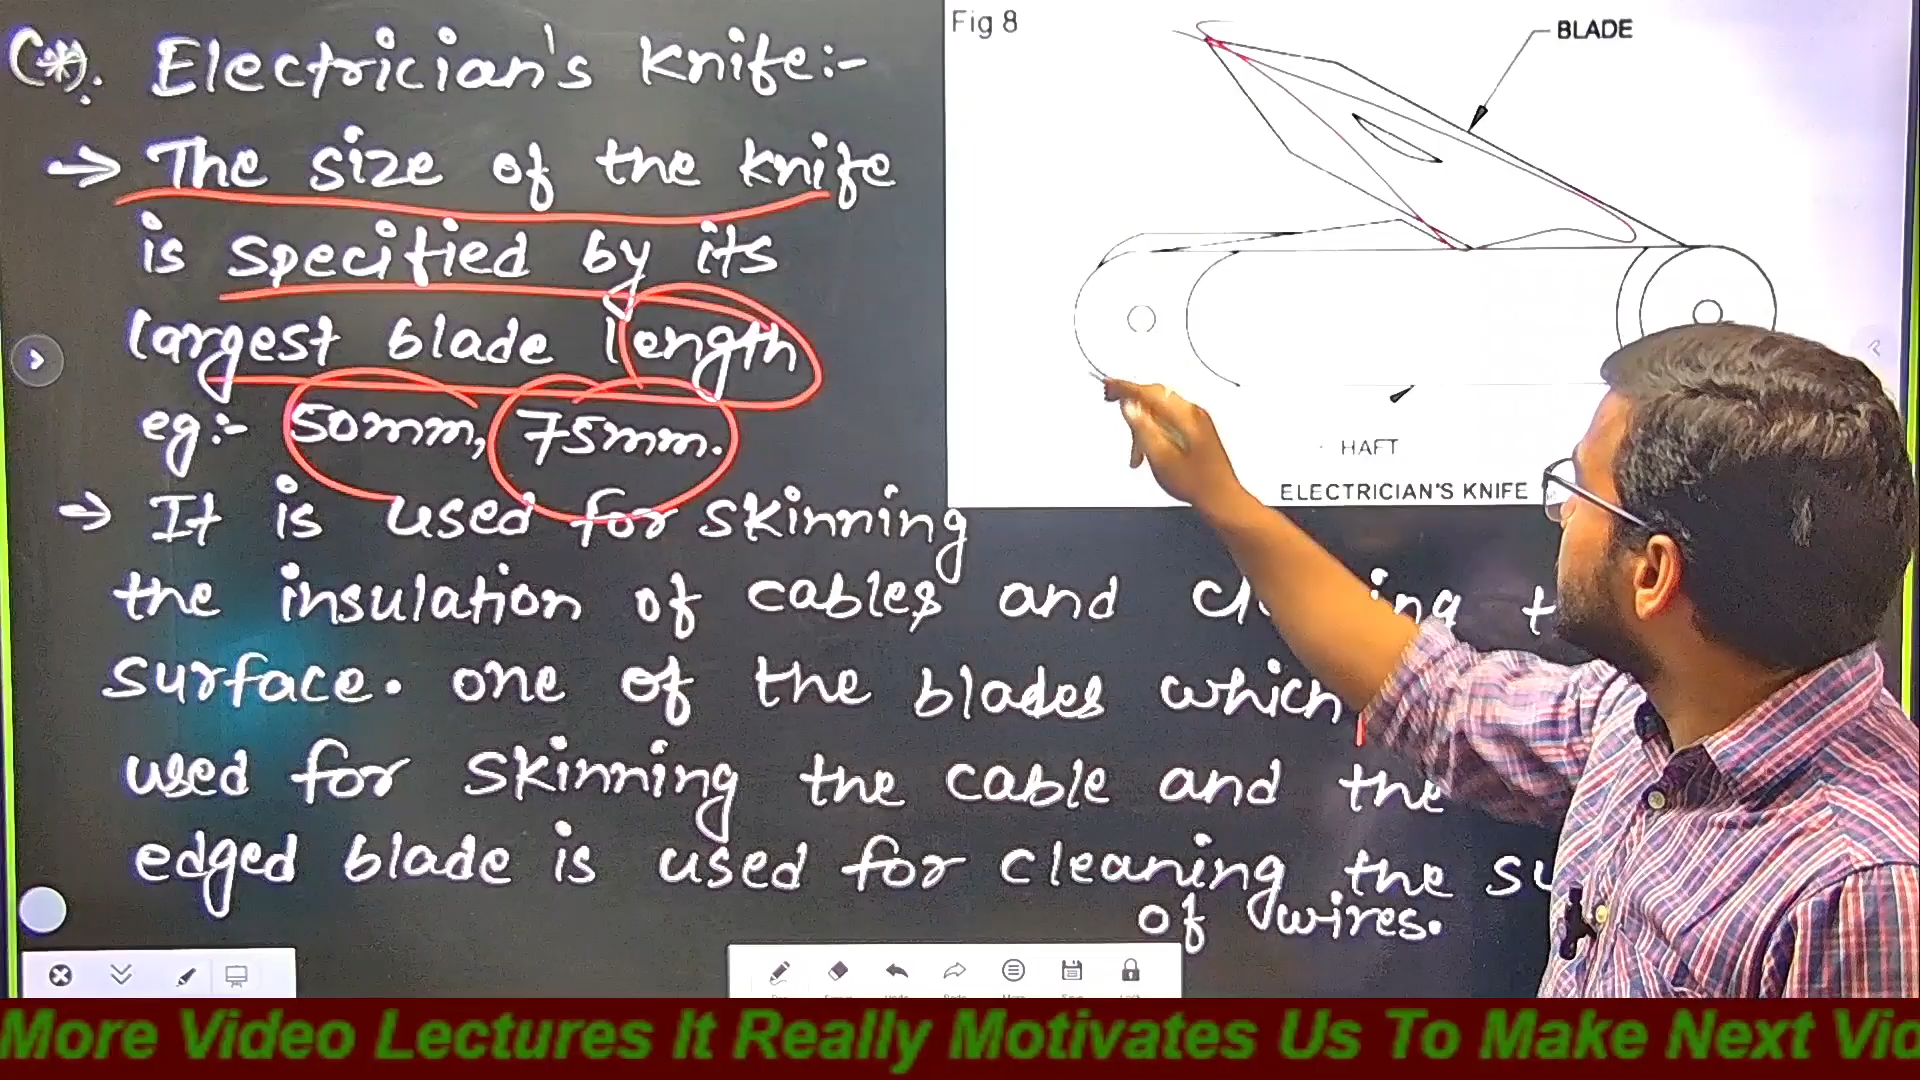 (*). Electrician's Knife:-
→ The size of the knife
is specified by its
largest blade length
eg:- 50mm, 75mm.
→ It is used for skinning
the insulation of cables and
surface. one of the blades which
used for skinning the cable and the
edged blade is used for cleaning the
of wires.
Fig 8
BLADE
HAFT
ELECTRICIAN'S KNIFE
More Video Lectures It Really Motivates Us To Make Next